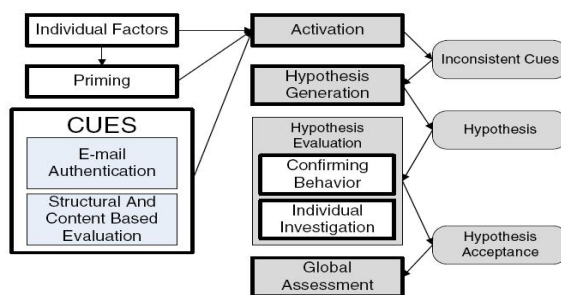 Individual Factors
Priming
CUES
E-mail
Authentication
Structural And
Content Based
Evaluation
Activation
Hypothesis
Generation
Hypothesis
Evaluation
Confirming
Behavior
Individual
Investigation
Global
Assessment
Inconsistent Cues
Hypothesis
Hypothesis
Acceptance